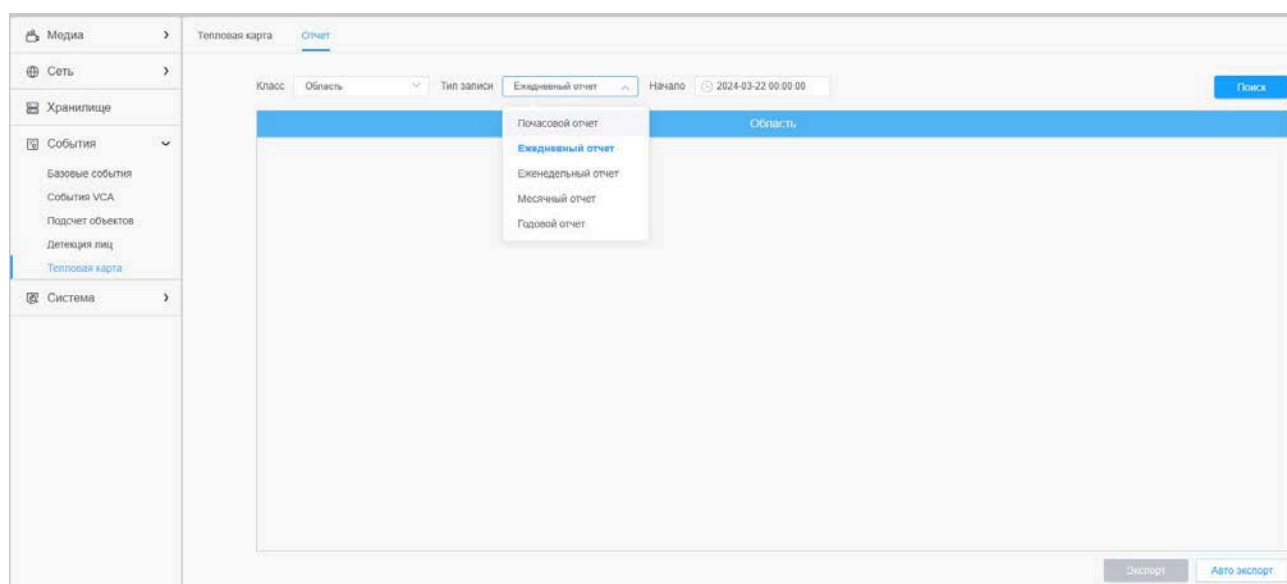 Медиа
Тепловая карта Отчет
Сеть
Класс Область Тип записи Ежедневный отчет Начало 2024-03-22 00:00:00 Поиск
Хранилище
Почасовой отчет Область
События
Ежедневный отчет
Базовые события Еженедельный отчет
События VCA Месячный отчет
Подсчет объектов Годовой отчет
Детекция лиц
Тепловая карта
Система
Экспорт Авто экспорт